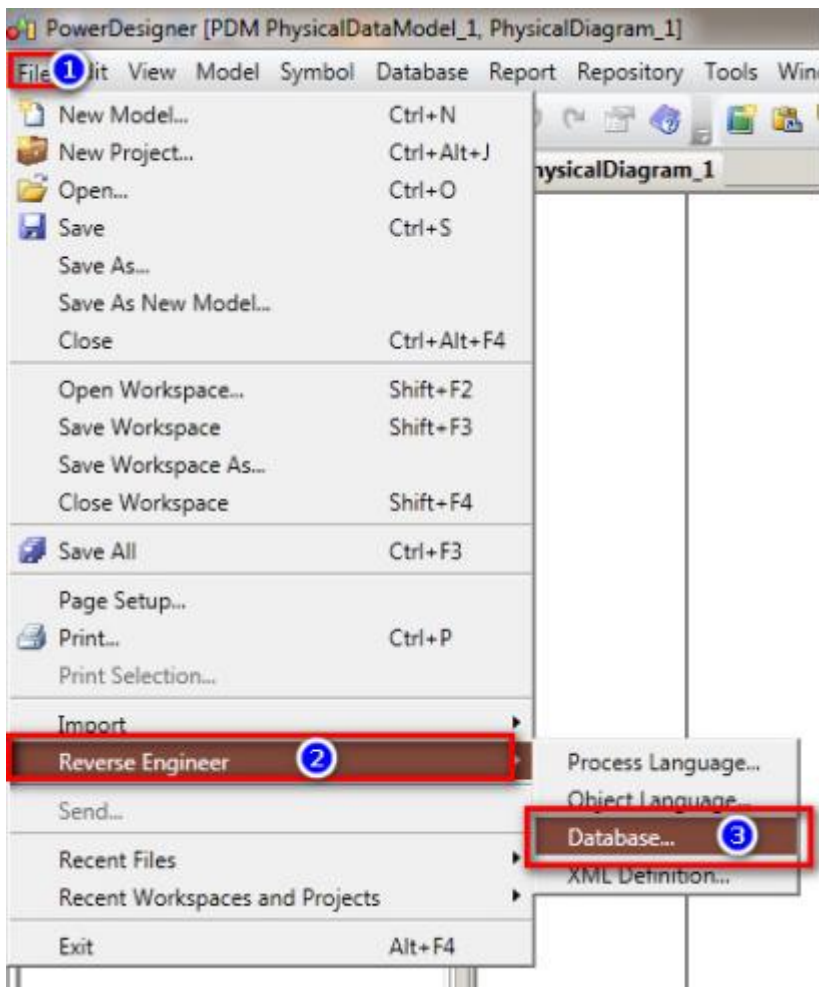 PowerDesigner [PDM PhysicalDataModel_1, PhysicalDiagram_1]
File 1 it View Model Symbol Database Report Repository Tools Win
New Model... Ctrl+N
New Project... Ctrl+Alt+J
hysicalDiagram_1
Open... Ctrl+O
Save Ctrl+S
Save As...
Save As New Model...
Close Ctrl+Alt+F4
Open Workspace... Shift+F2
Save Workspace Shift+F3
Save Workspace As...
Close Workspace Shift+F4
Save All Ctrl+F3
Page Setup...
Print... Ctrl+P
Print Selection...
Import
Reverse Engineer 2
Process Language...
Object Language...
Database... 3
XML Definition...
Send...
Recent Files
Recent Workspaces and Projects
Exit Alt+F4